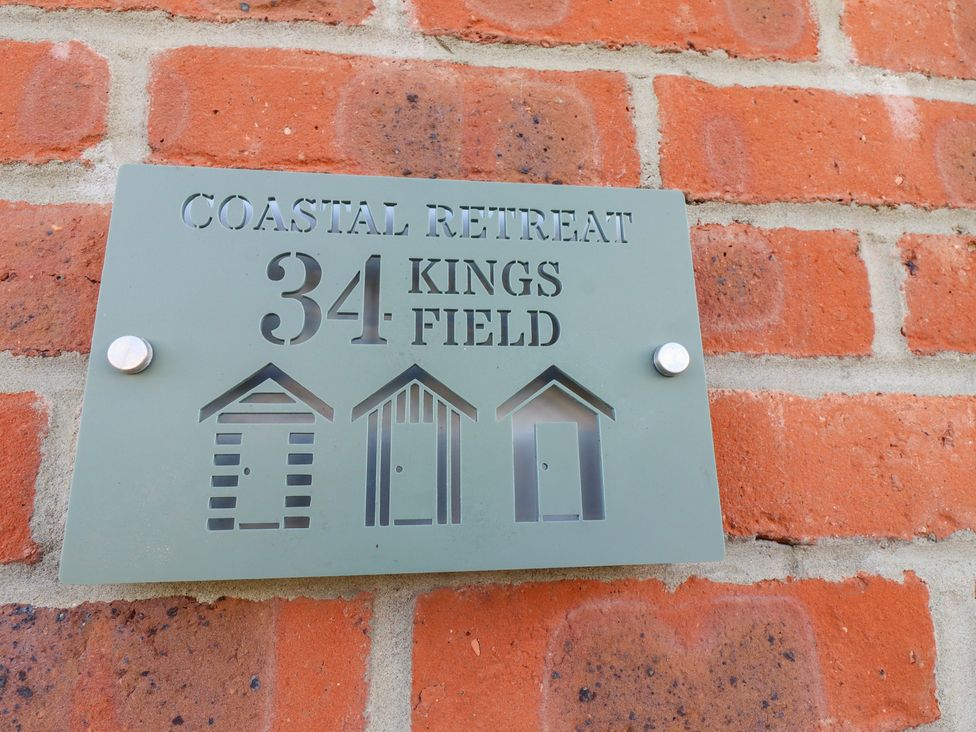 COASTAL RETREAT
34 KINGS
FIELD